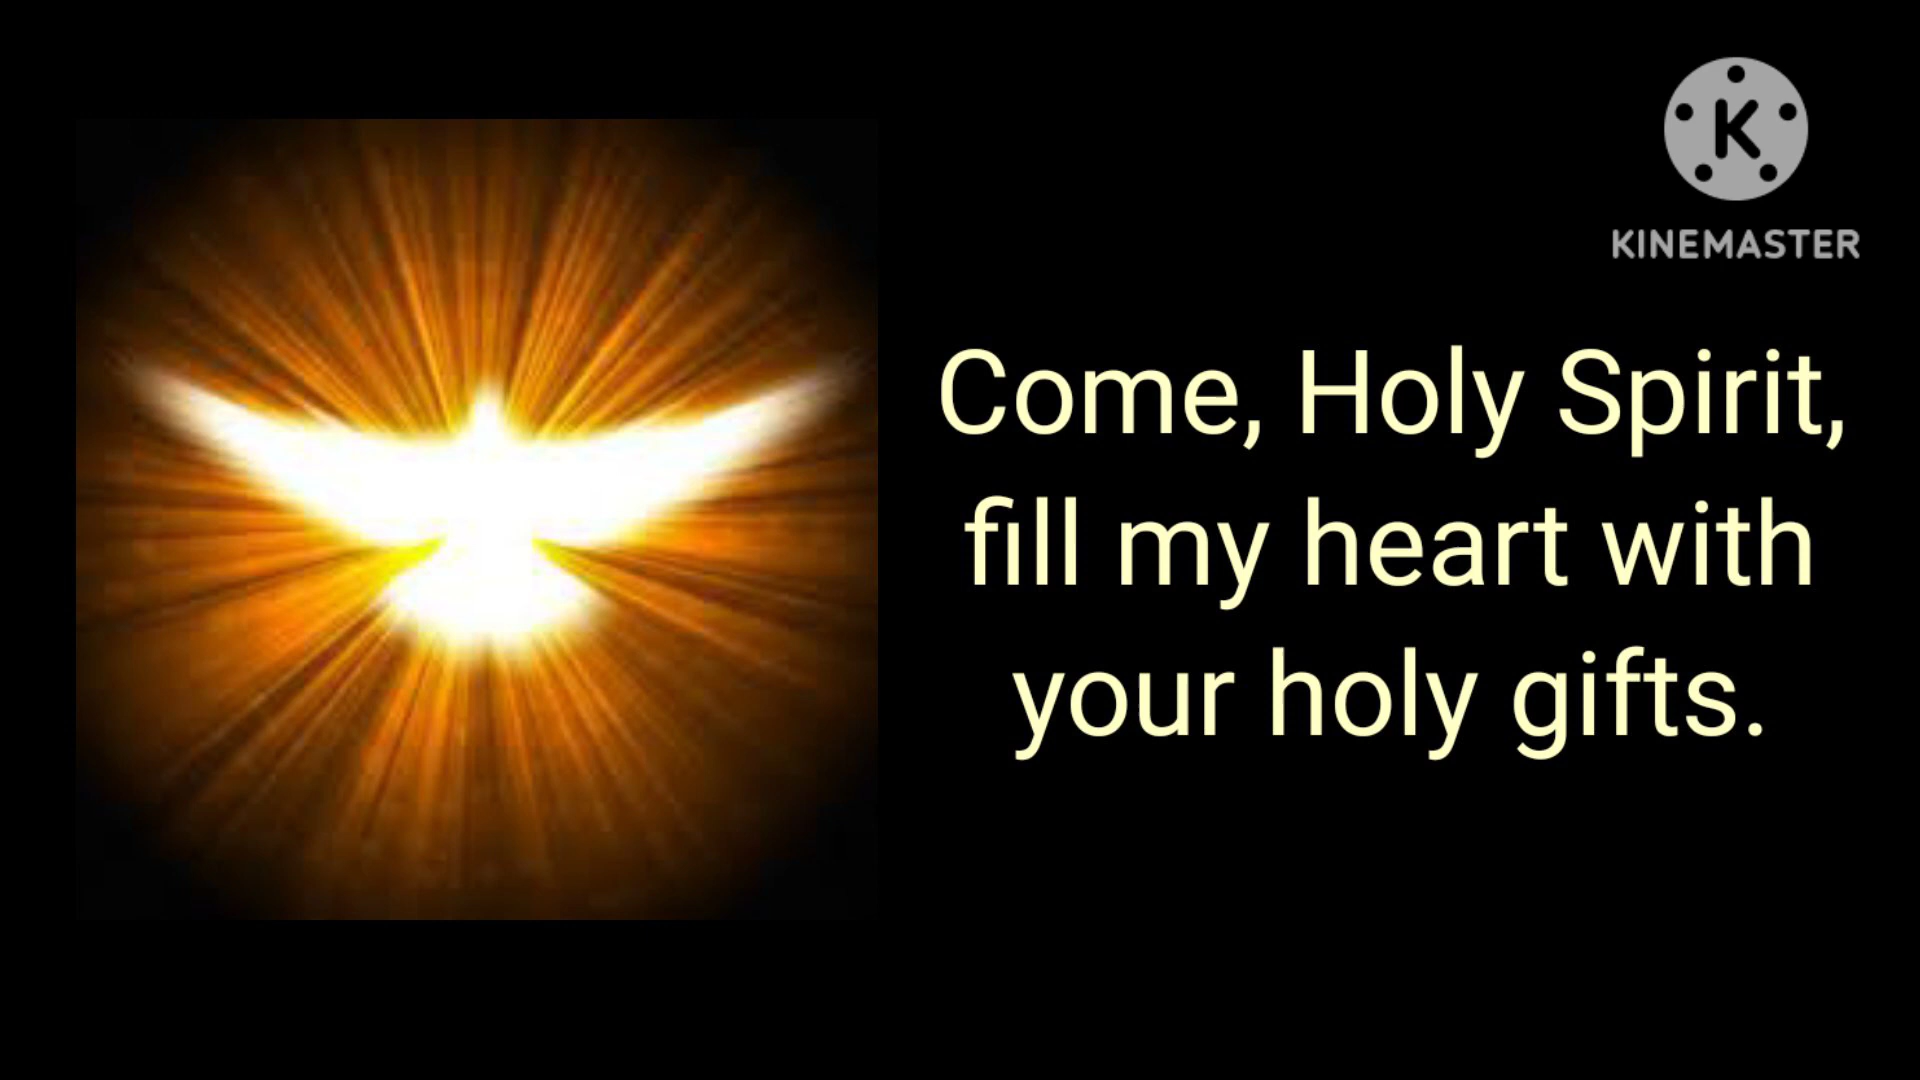 K
KINEMASTER
Come, Holy Spirit,
fill my heart with
your holy gifts.